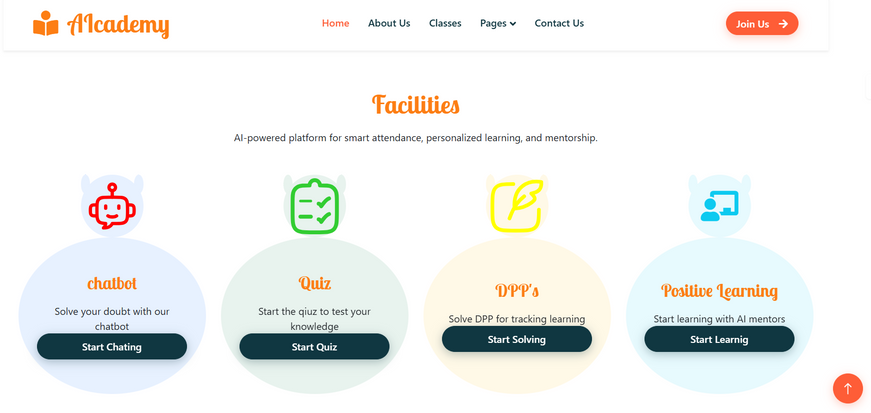 AIcademy
Home About Us Classes Pages Contact Us
Join Us
Facilities
AI-powered platform for smart attendance, personalized learning, and mentorship.
chatbot
Solve your doubt with our
chatbot
Start Chating
Quiz
Start the qiuz to test your
knowledge
Start Quiz
DPP's
Solve DPP for tracking learning
Start Solving
Positive Learning
Start learning with AI mentors
Start Learnig